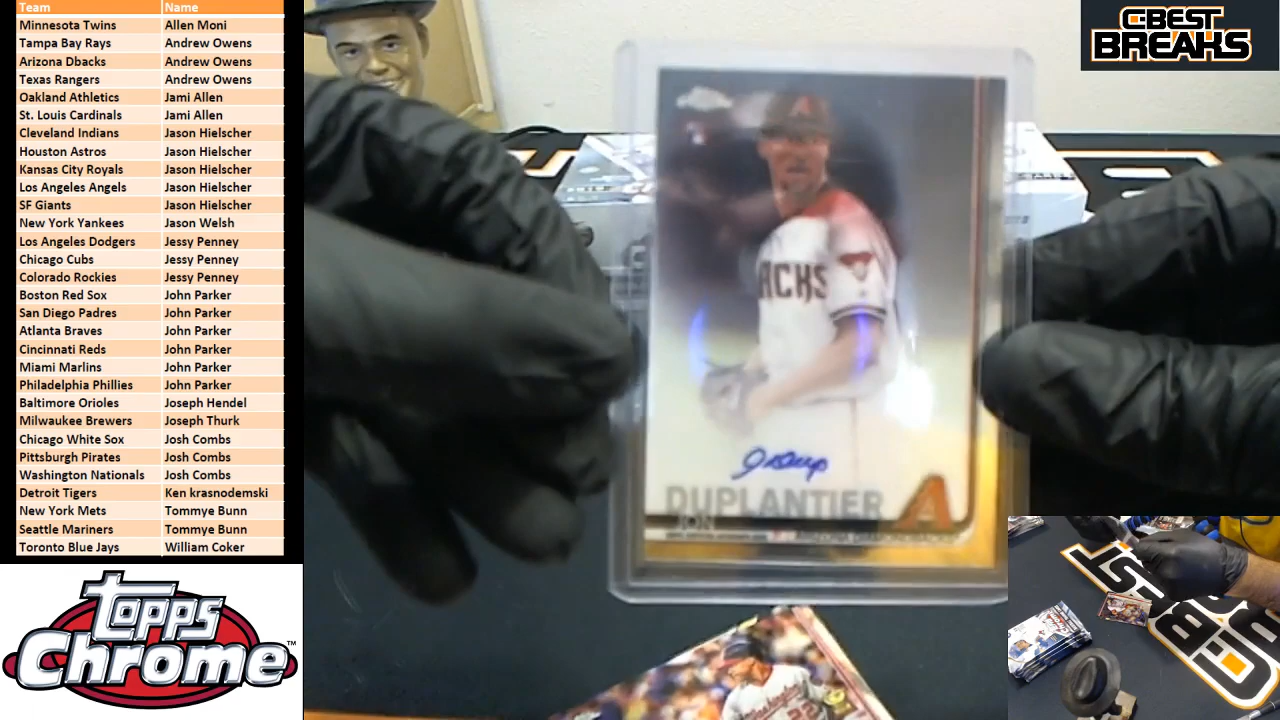 Team Name
Minnesota Twins Allen Moni
Tampa Bay Rays Andrew Owens
Arizona Dbacks Andrew Owens
Texas Rangers Andrew Owens
Oakland Athletics Jami Allen
St. Louis Cardinals Jami Allen
Cleveland Indians Jason Hielscher
Houston Astros Jason Hielscher
Kansas City Royals Jason Hielscher
Los Angeles Angels Jason Hielscher
SF Giants Jason Hielscher
New York Yankees Jason Welsh
Los Angeles Dodgers Jessy Penney
Chicago Cubs Jessy Penney
Colorado Rockies Jessy Penney
Boston Red Sox John Parker
San Diego Padres John Parker
Atlanta Braves John Parker
Cincinnati Reds John Parker
Miami Marlins John Parker
Philadelphia Phillies John Parker
Baltimore Orioles Joseph Hendel
Milwaukee Brewers Joseph Thurk
Chicago White Sox Josh Combs
Pittsburgh Pirates Josh Combs
Washington Nationals Josh Combs
Detroit Tigers Ken krasnodemski
New York Mets Tommye Bunn
Seattle Mariners Tommye Bunn
Toronto Blue Jays William Coker
Topps
Chrome™
C-BEST
BREAKS
A
ACKS
DUPLANTIER
JON
A
22